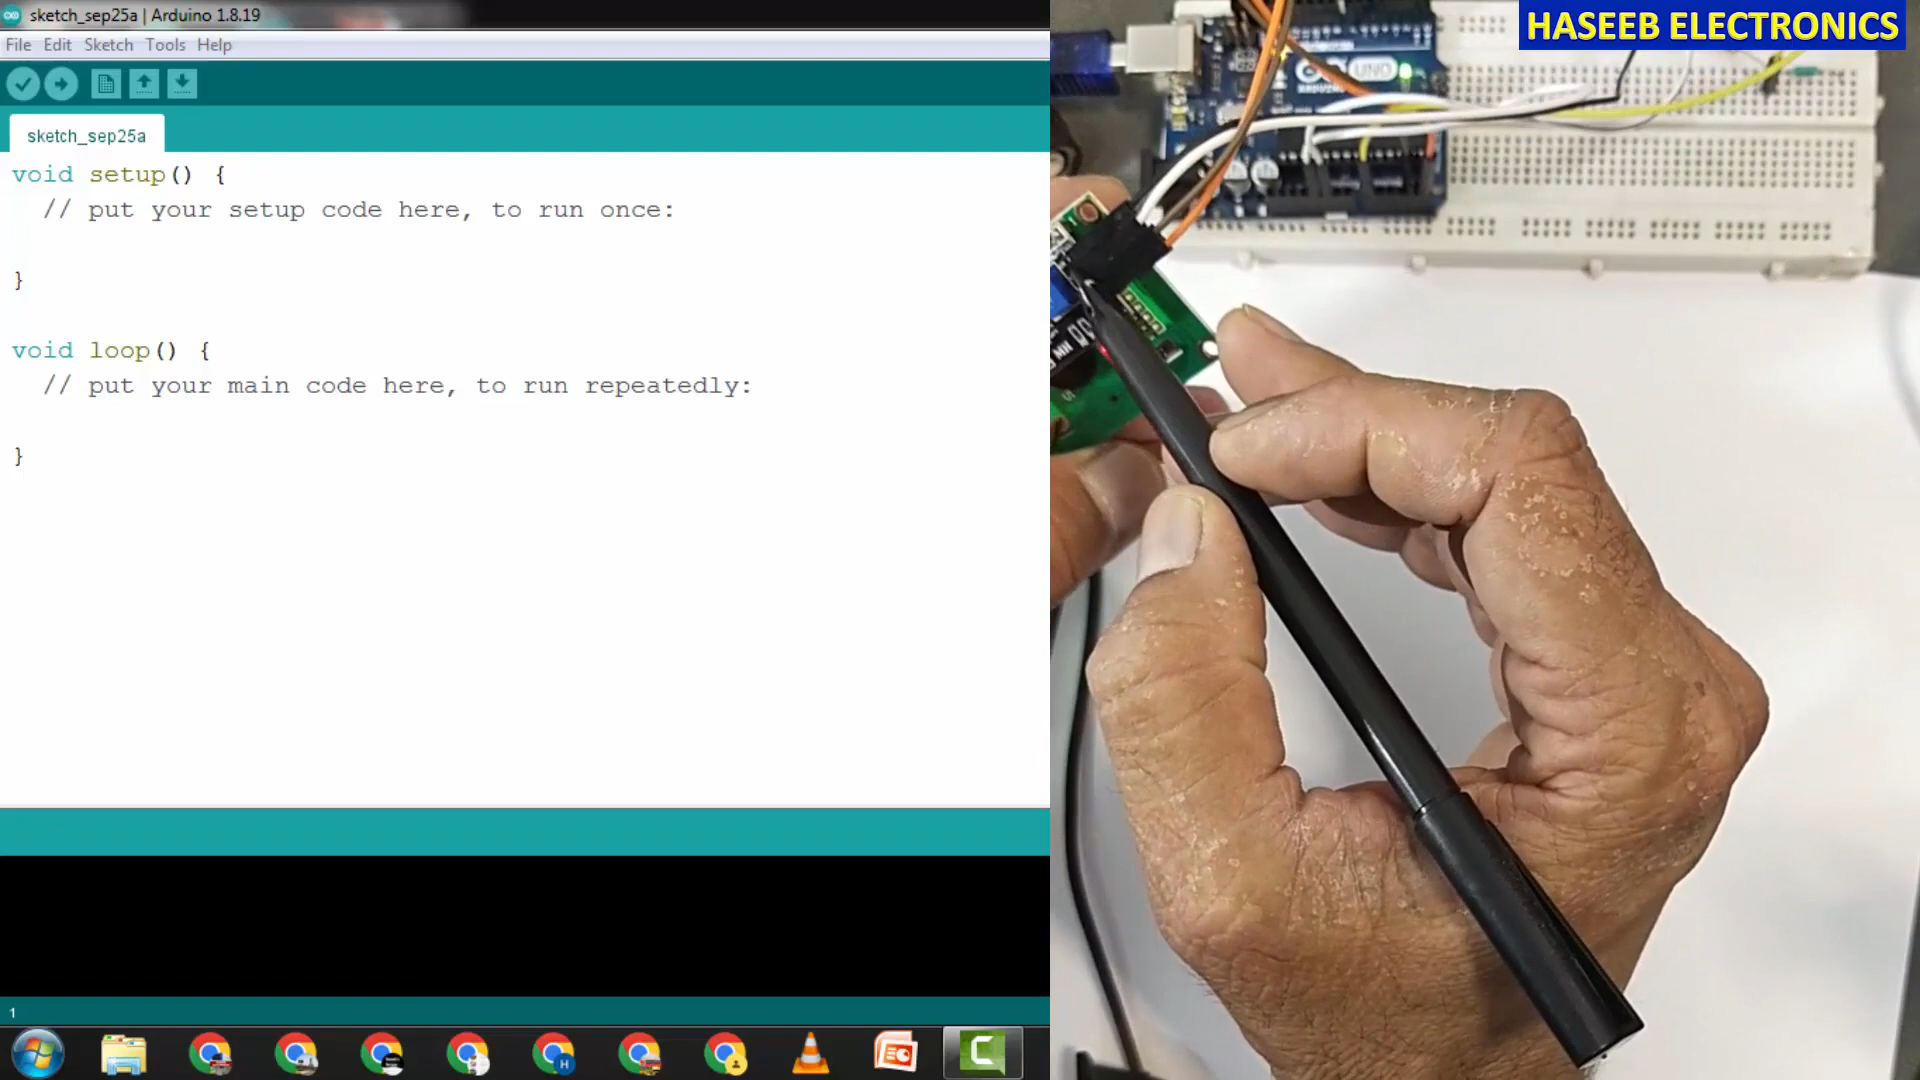 sketch_sep25a | Arduino 1.8.19
File Edit Sketch Tools Help
sketch_sep25a
void setup() {
// put your setup code here, to run once:
}
void loop() {
// put your main code here, to run repeatedly:
}
1
HASEEB ELECTRONICS
UNO